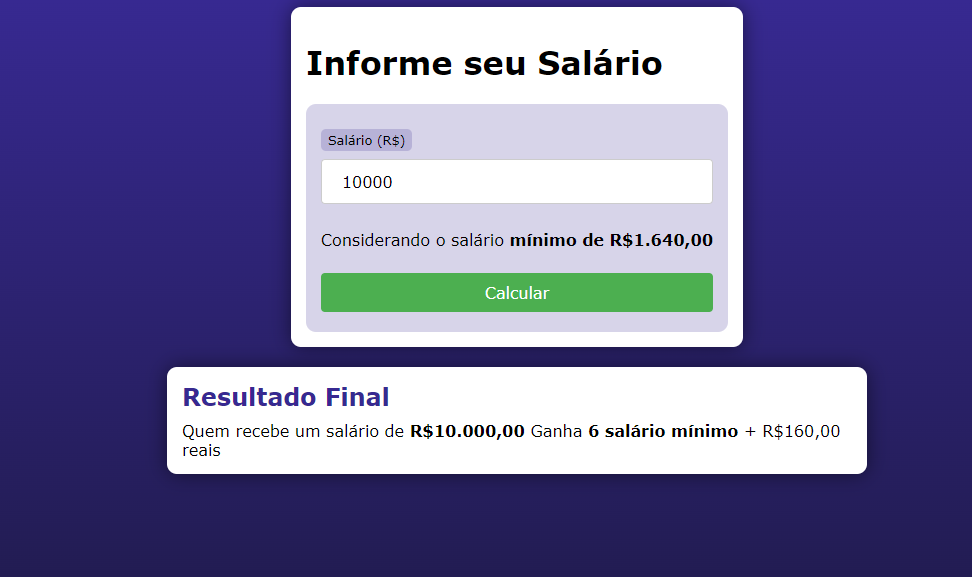 Informe seu Salário
Salário (R$)
10000
Considerando o salário mínimo de R$1.640,00
Calcular
Resultado Final
Quem recebe um salário de R$10.000,00 Ganha 6 salário mínimo + R$160,00
reais